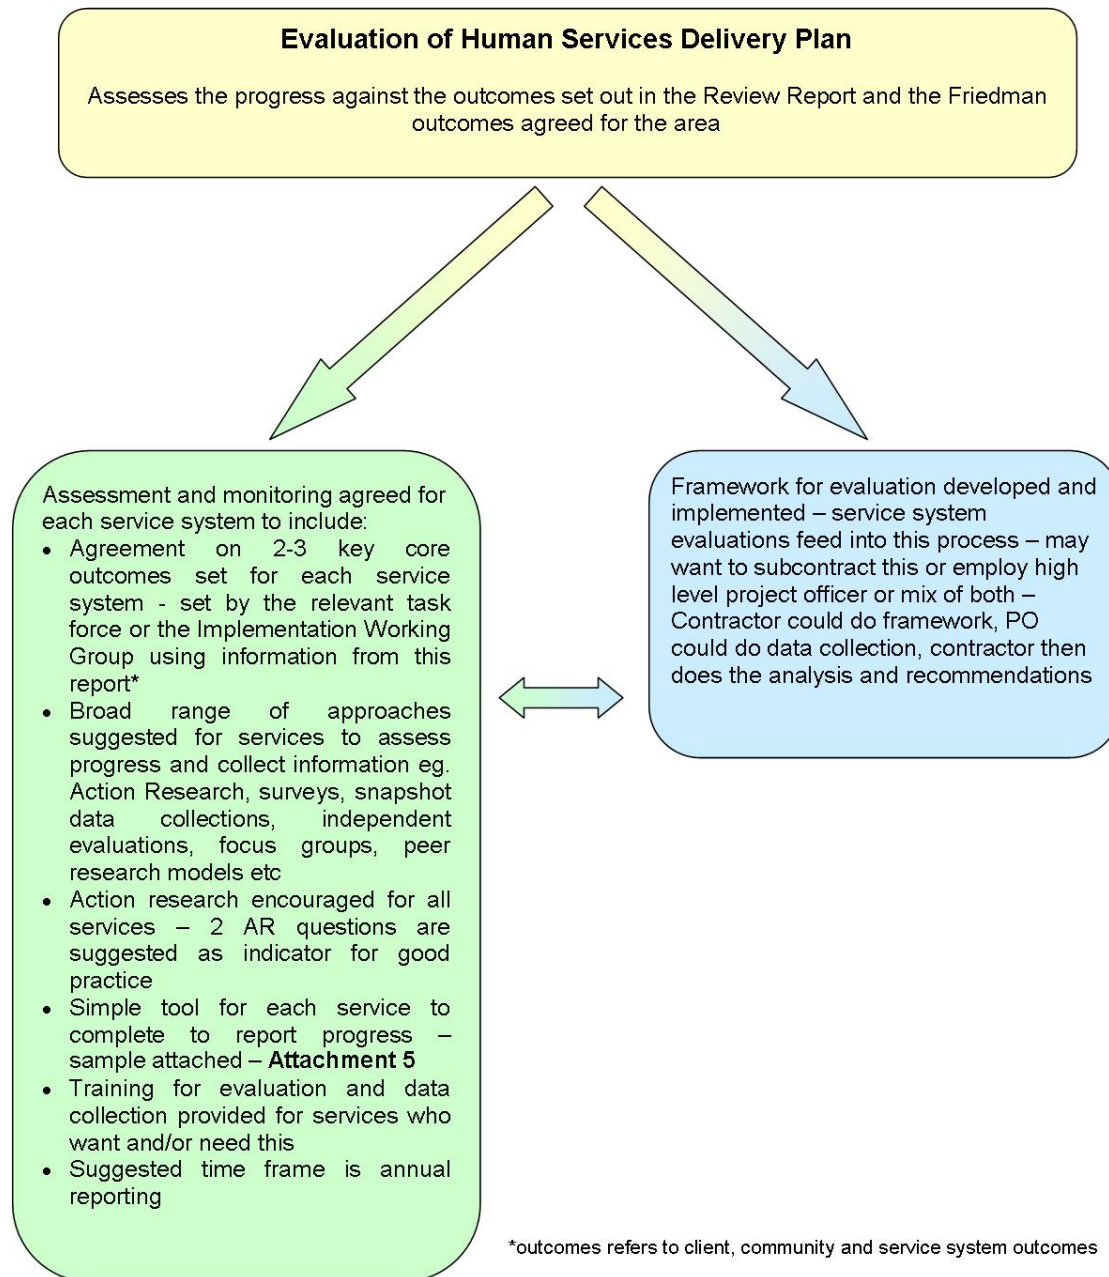 Evaluation of Human Services Delivery Plan
Assesses the progress against the outcomes set out in the Review Report and the Friedman
outcomes agreed for the area
Assessment and monitoring agreed for
each service system to include:
• Agreement on 2-3 key core
outcomes set for each service
system - set by the relevant task
force or the Implementation Working
Group using information from this
report*
• Broad range of approaches
suggested for services to assess
progress and collect information eg.
Action Research, surveys, snapshot
data collections, independent
evaluations, focus groups, peer
research models etc
• Action research encouraged for all
services – 2 AR questions are
suggested as indicator for good
practice
• Simple tool for each service to
complete to report progress –
sample attached – Attachment 5
• Training for evaluation and data
collection provided for services who
want and/or need this
• Suggested time frame is annual
reporting
Framework for evaluation developed and
implemented – service system
evaluations feed into this process – may
want to subcontract this or employ high
level project officer or mix of both –
Contractor could do framework, PO
could do data collection, contractor then
does the analysis and recommendations
*outcomes refers to client, community and service system outcomes